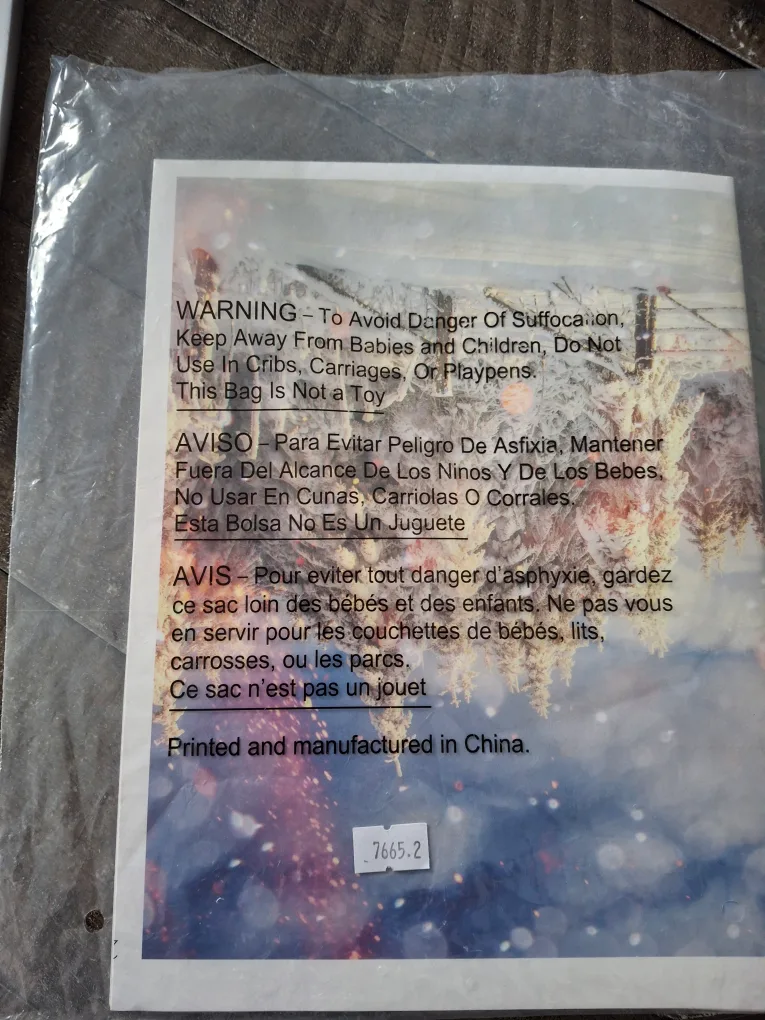 WARNING – To Avoid Danger Of Suffocation,
Keep Away From Babies and Children, Do Not
Use In Cribs, Carriages, Or Playpens.
This Bag Is Not a Toy
AVISO – Para Evitar Peligro De Asfixia, Mantener
Fuera Del Alcance De Los Ninos Y De Los Bebes,
No Usar En Cunas, Carriolas O Corrales.
Esta Bolsa No Es Un Juguete
AVIS – Pour eviter tout danger d'asphyxie, gardez
ce sac loin des bébés et des enfants. Ne pas vous
en servir pour les couchettes de bébés, lits,
carrosses, ou les parcs.
Ce sac n'est pas un jouet
Printed and manufactured in China.
7665.2